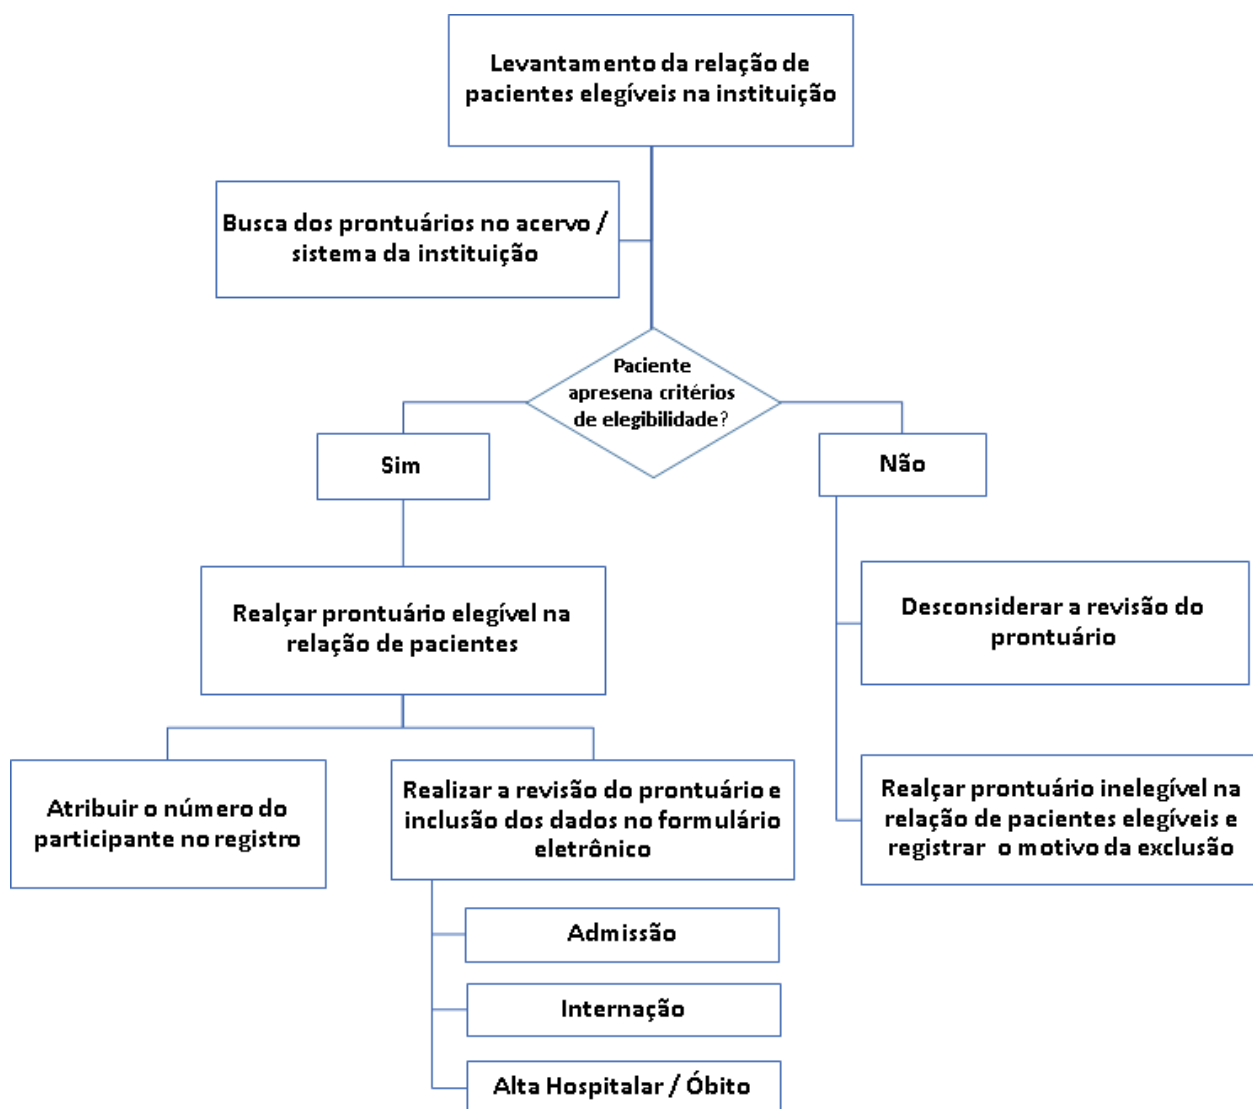 Levantamento da relação de
pacientes elegíveis na instituição
Busca dos prontuários no acervo /
sistema da instituição
Paciente
apresena critérios
de elegibilidade?
Sim
Não
Realçar prontuário elegível na
relação de pacientes
Desconsiderar a revisão do
prontuário
Atribuir o número do
participante no registro
Realizar a revisão do prontuário e
inclusão dos dados no formulário
eletrônico
Realçar prontuário inelegível na
relação de pacientes elegíveis e
registrar o motivo da exclusão
Admissão
Internação
Alta Hospitalar / Óbito